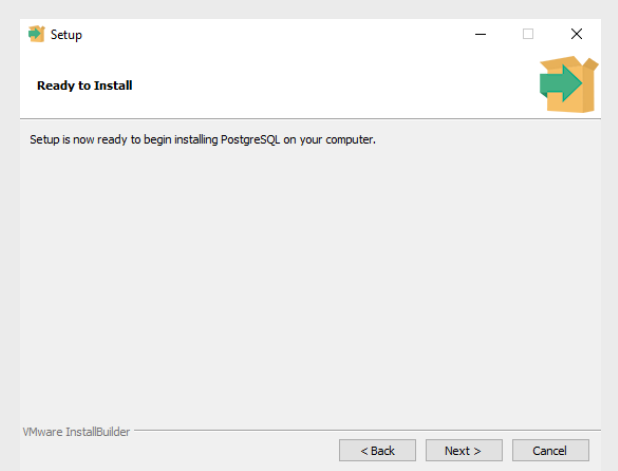 Setup
Ready to Install
Setup is now ready to begin installing PostgreSQL on your computer.
VMware InstallBuilder
< Back Next > Cancel